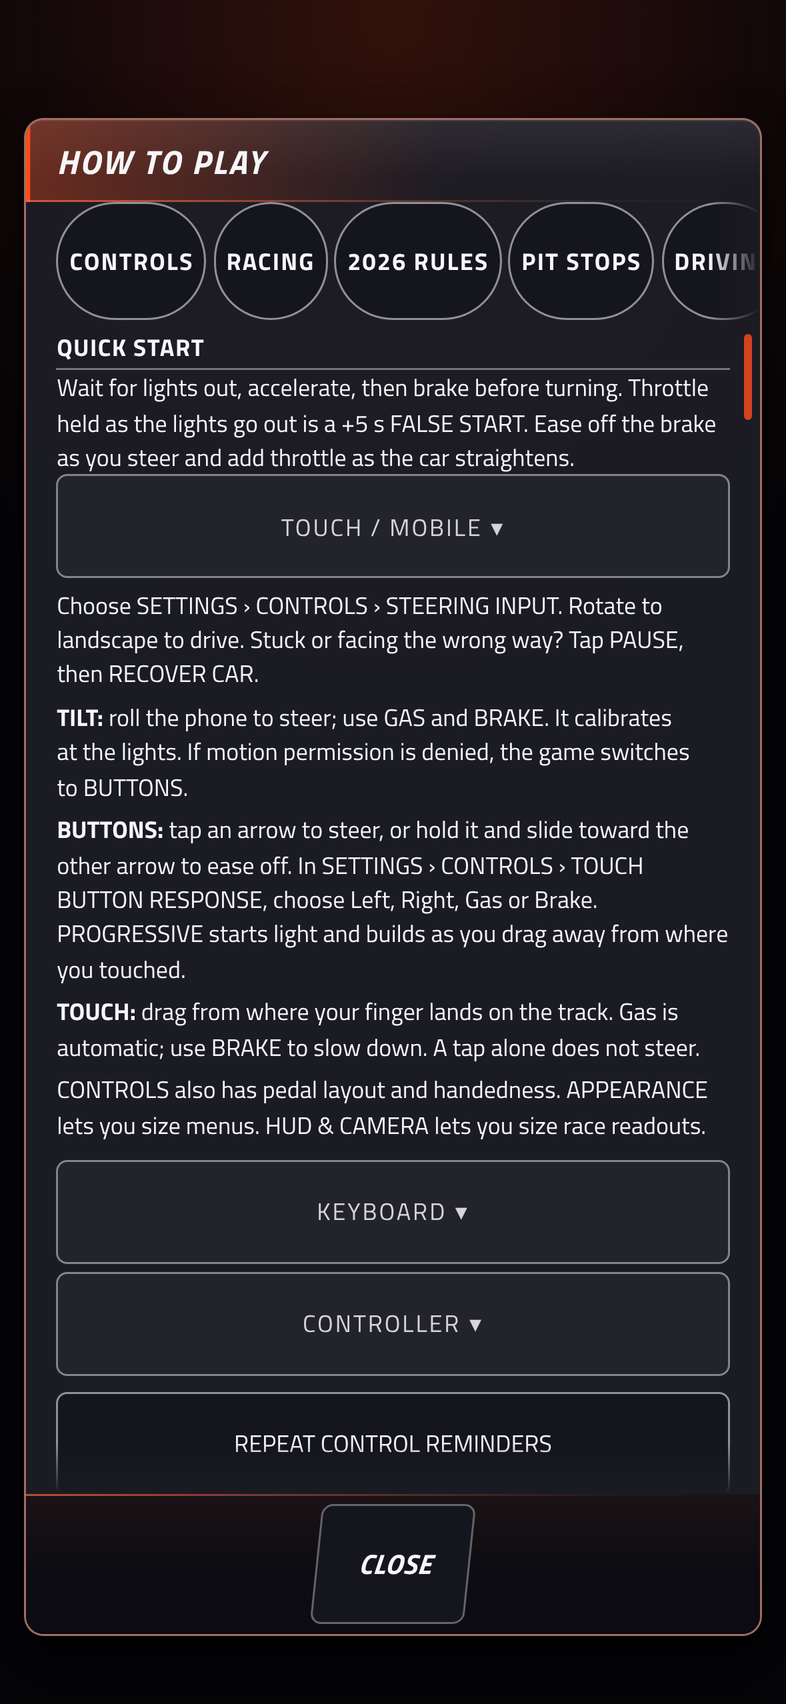 HOW TO PLAY
CONTROLS RACING 2026 RULES PIT STOPS DRIVIN
QUICK START
Wait for lights out, accelerate, then brake before turning. Throttle
held as the lights go out is a +5 s FALSE START. Ease off the brake
as you steer and add throttle as the car straightens.
TOUCH / MOBILE ▾
Choose SETTINGS › CONTROLS › STEERING INPUT. Rotate to
landscape to drive. Stuck or facing the wrong way? Tap PAUSE,
then RECOVER CAR.
TILT: roll the phone to steer; use GAS and BRAKE. It calibrates
at the lights. If motion permission is denied, the game switches
to BUTTONS.
BUTTONS: tap an arrow to steer, or hold it and slide toward the
other arrow to ease off. In SETTINGS › CONTROLS › TOUCH
BUTTON RESPONSE, choose Left, Right, Gas or Brake.
PROGRESSIVE starts light and builds as you drag away from where
you touched.
TOUCH: drag from where your finger lands on the track. Gas is
automatic; use BRAKE to slow down. A tap alone does not steer.
CONTROLS also has pedal layout and handedness. APPEARANCE
lets you size menus. HUD & CAMERA lets you size race readouts.
KEYBOARD ▾
CONTROLLER ▾
REPEAT CONTROL REMINDERS
CLOSE